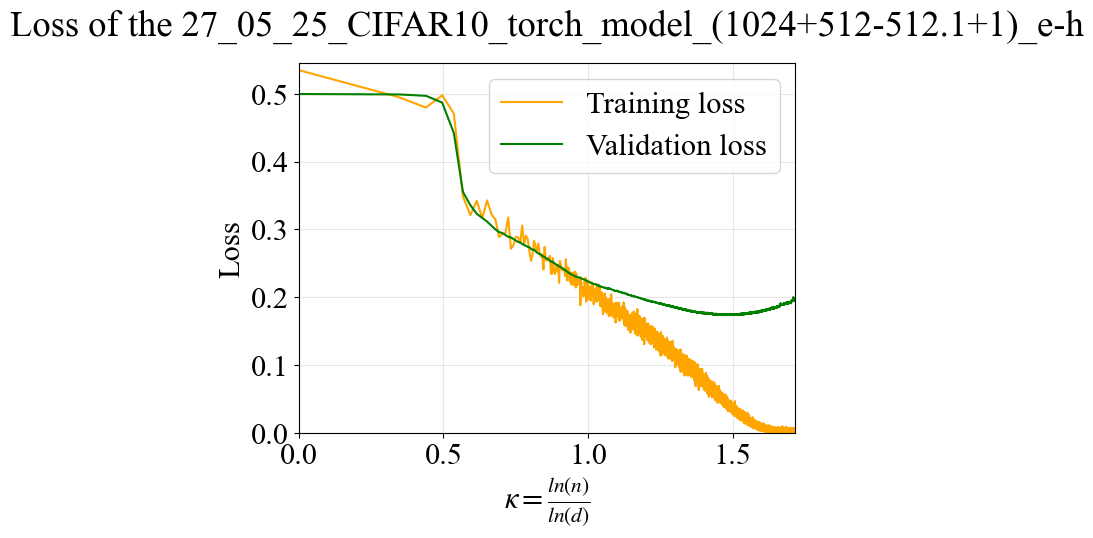 Loss of the 27_05_25_CIFAR10_torch_model_(1024+512-512.1+1)_e-h
Training loss
Validation loss
Loss
0.5
0.4
0.3
0.2
0.1
0.0
0.0 0.5 1.0 1.5
κ = ln(n)/ln(d)